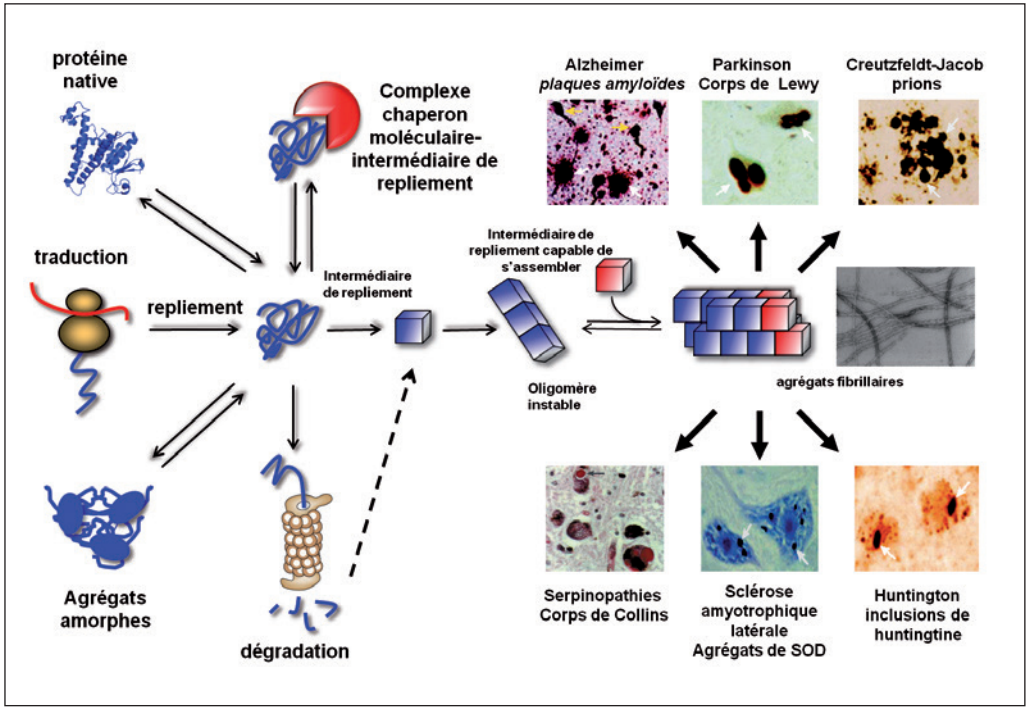 protéine
native
Complexe
chaperon
moléculaire-
intermédiaire de
repliement
Alzheimer
plaques amyloïdes
Parkinson
Corps de Lewy
Creutzfeldt-Jacob
prions
traduction
repliement
Intermédiaire
de repliement
Intermédiaire de
repliement capable de
s'assembler
Oligomère
instable
agrégats fibrillaires
Agrégats
amorphes
dégradation
Serpinopathies
Corps de Collins
Sclérose
amyotrophique
latérale
Agrégats de SOD
Huntington
inclusions de
huntingtine